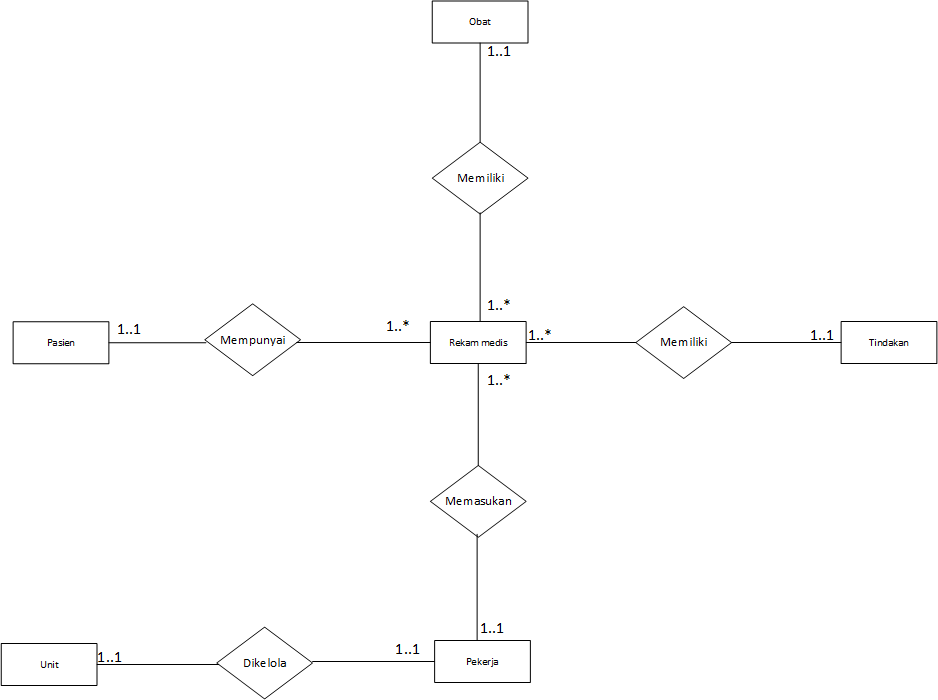 Obat
1..1
Memiliki
1..*
Pasien
1..1
Mempunyai
1..*
Rekam medis
1..*
Memiliki
1..1
Tindakan
1..*
Memasukan
1..1
Unit
1..1
Dikelola
1..1
Pekerja